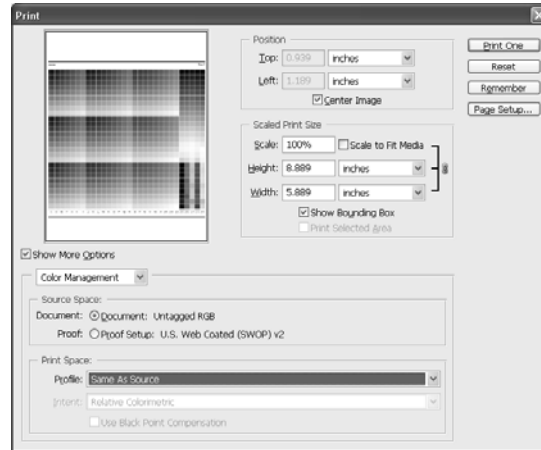 Print
Position
Top: 0.939 inches
Left: 1.189 inches
Center Image
Scaled Print Size
Scale: 100% Scale to Fit Media
Height: 8.889 inches
Width: 5.889 inches
Show Bounding Box
Print Selected Area
Print One
Reset
Remember
Page Setup...
Show More Options
Color Management
Source Space:
Document: Document: Untagged RGB
Proof: Proof Setup: U.S. Web Coated (SWOP) v2
Print Space:
Profile: Same As Source
Intent: Relative Colorimetric
Use Black Point Compensation